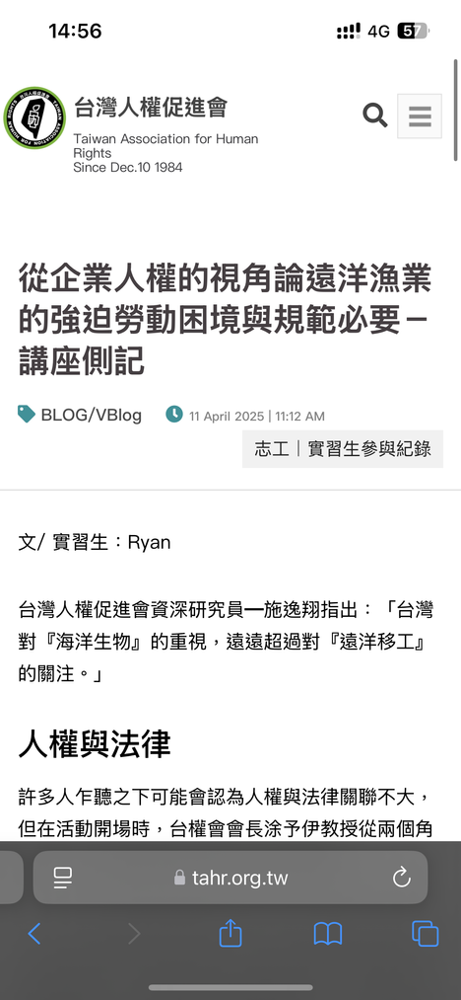 14:56
4G
57
台灣人權促進會
Taiwan Association for Human
Rights
Since Dec.10 1984
從企業人權的視角論遠洋漁業
的強迫勞動困境與規範必要－
講座側記
BLOG/VBlog
11 April 2025 | 11:12 AM
志工｜實習生參與紀錄
文/ 實習生：Ryan
台灣人權促進會資深研究員—施逸翔指出：「台灣
對『海洋生物』的重視，遠遠超過對『遠洋移工』
的關注。」
人權與法律
許多人乍聽之下可能會認為人權與法律關聯不大，
但在活動開場時，台權會會長涂予伊教授從兩個角
tahr.org.tw